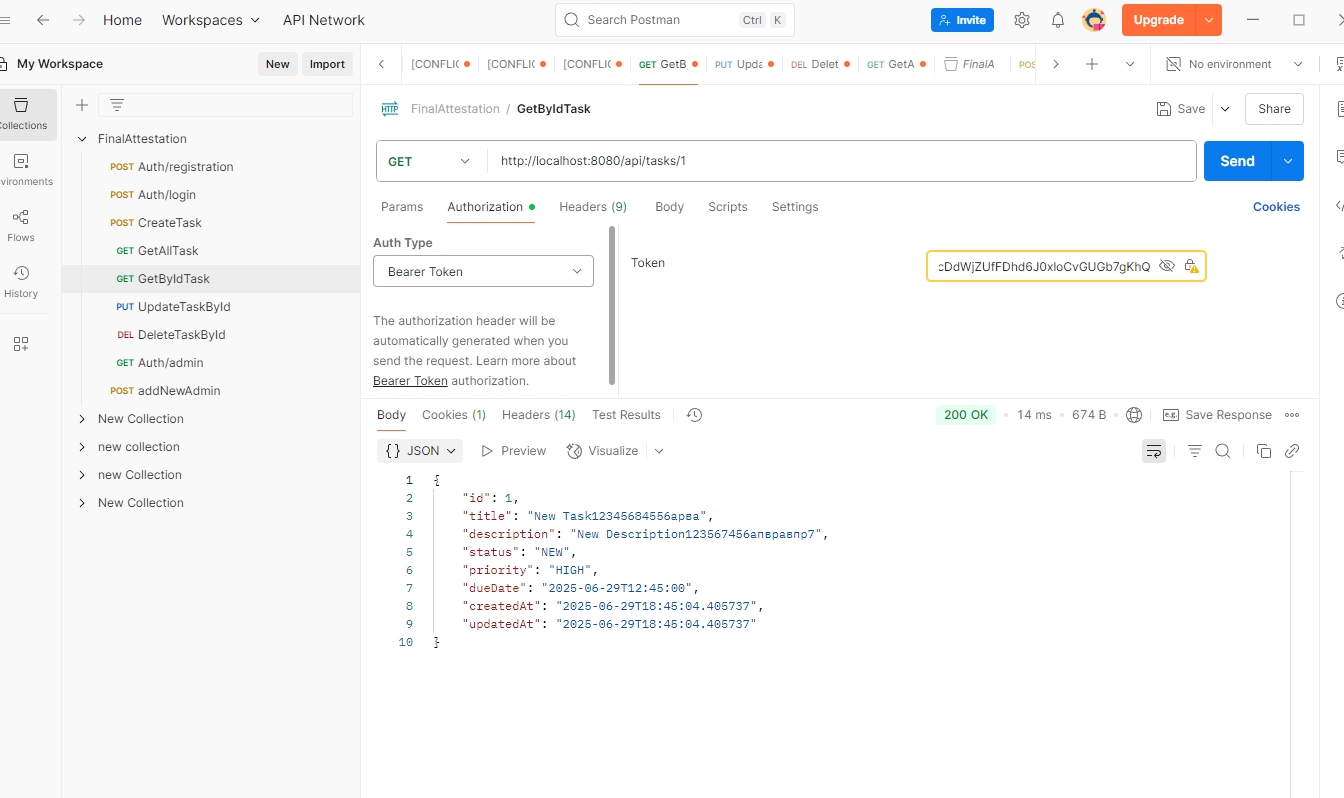 Home Workspaces API Network Search Postman Ctrl K Invite Upgrade
My Workspace New Import [CONFLIC [CONFLIC [CONFLIC GET GetB PUT Upda DEL Delet GET GetA FinalA POS No environment
Collections
Environments
Flows
History
FinalAttestation
POST Auth/registration
POST Auth/login
POST CreateTask
GET GetAllTask
GET GetByIdTask
PUT UpdateTaskById
DEL DeleteTaskById
GET Auth/admin
POST addNewAdmin
New Collection
new collection
new Collection
New Collection
HTTP FinalAttestation / GetByIdTask Save Share
GET http://localhost:8080/api/tasks/1 Send
Params Authorization Headers (9) Body Scripts Settings Cookies
Auth Type
Bearer Token
The authorization header will be
automatically generated when you
send the request. Learn more about
Bearer Token authorization.
Token cDdWjZUfFDhd6J0xloCvGUGb7gKhQ
Body Cookies (1) Headers (14) Test Results 200 OK 14 ms 674 B e.g. Save Response
{} JSON Preview Visualize
1 {
2 "id": 1,
3 "title": "New Task12345684556арва",
4 "description": "New Description123567456апвравпр7",
5 "status": "NEW",
6 "priority": "HIGH",
7 "dueDate": "2025-06-29T12:45:00",
8 "createdAt": "2025-06-29T18:45:04.405737",
9 "updatedAt": "2025-06-29T18:45:04.405737"
10 }